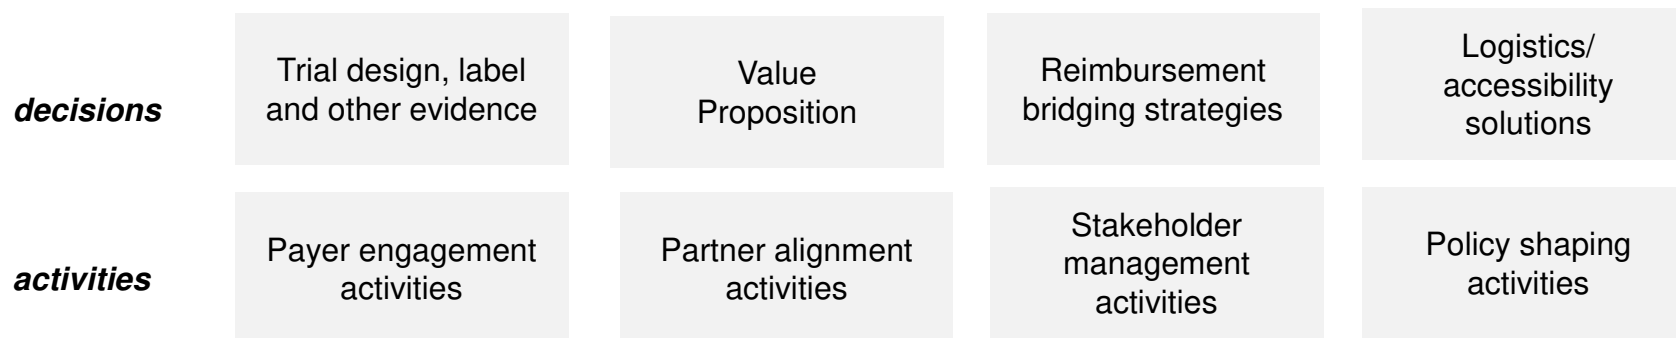 decisions
Trial design, label
and other evidence
Value
Proposition
Reimbursement
bridging strategies
Logistics/
accessibility
solutions
activities
Payer engagement
activities
Partner alignment
activities
Stakeholder
management
activities
Policy shaping
activities